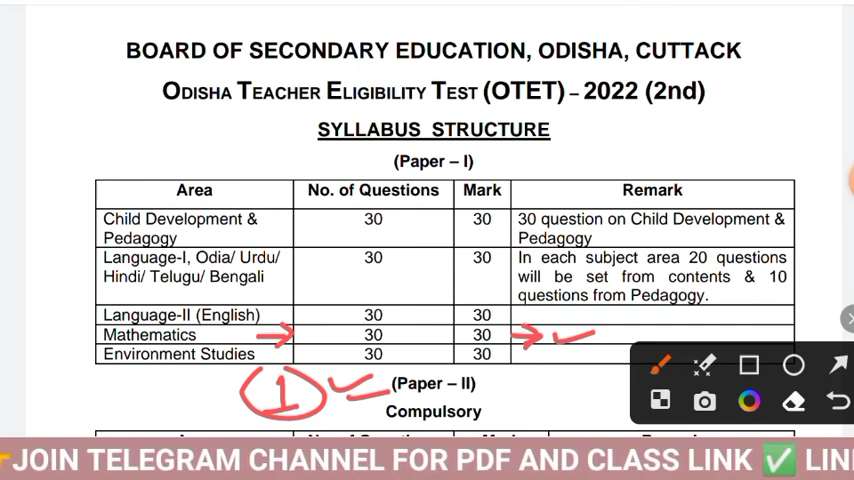 BOARD OF SECONDARY EDUCATION, ODISHA, CUTTACK
ODISHA TEACHER ELIGIBILITY TEST (OTET) – 2022 (2nd)
SYLLABUS STRUCTURE
(Paper – I)
Area No. of Questions Mark Remark
Child Development & 30 30 30 question on Child Development &
Pedagogy Pedagogy
Language-I, Odia/ Urdu/ 30 30 In each subject area 20 questions
Hindi/ Telugu/ Bengali will be set from contents & 10
questions from Pedagogy.
Language-II (English) 30 30
Mathematics 30 30
Environment Studies 30 30
1
(Paper – II)
Compulsory
JOIN TELEGRAM CHANNEL FOR PDF AND CLASS LINK ✅ LIN